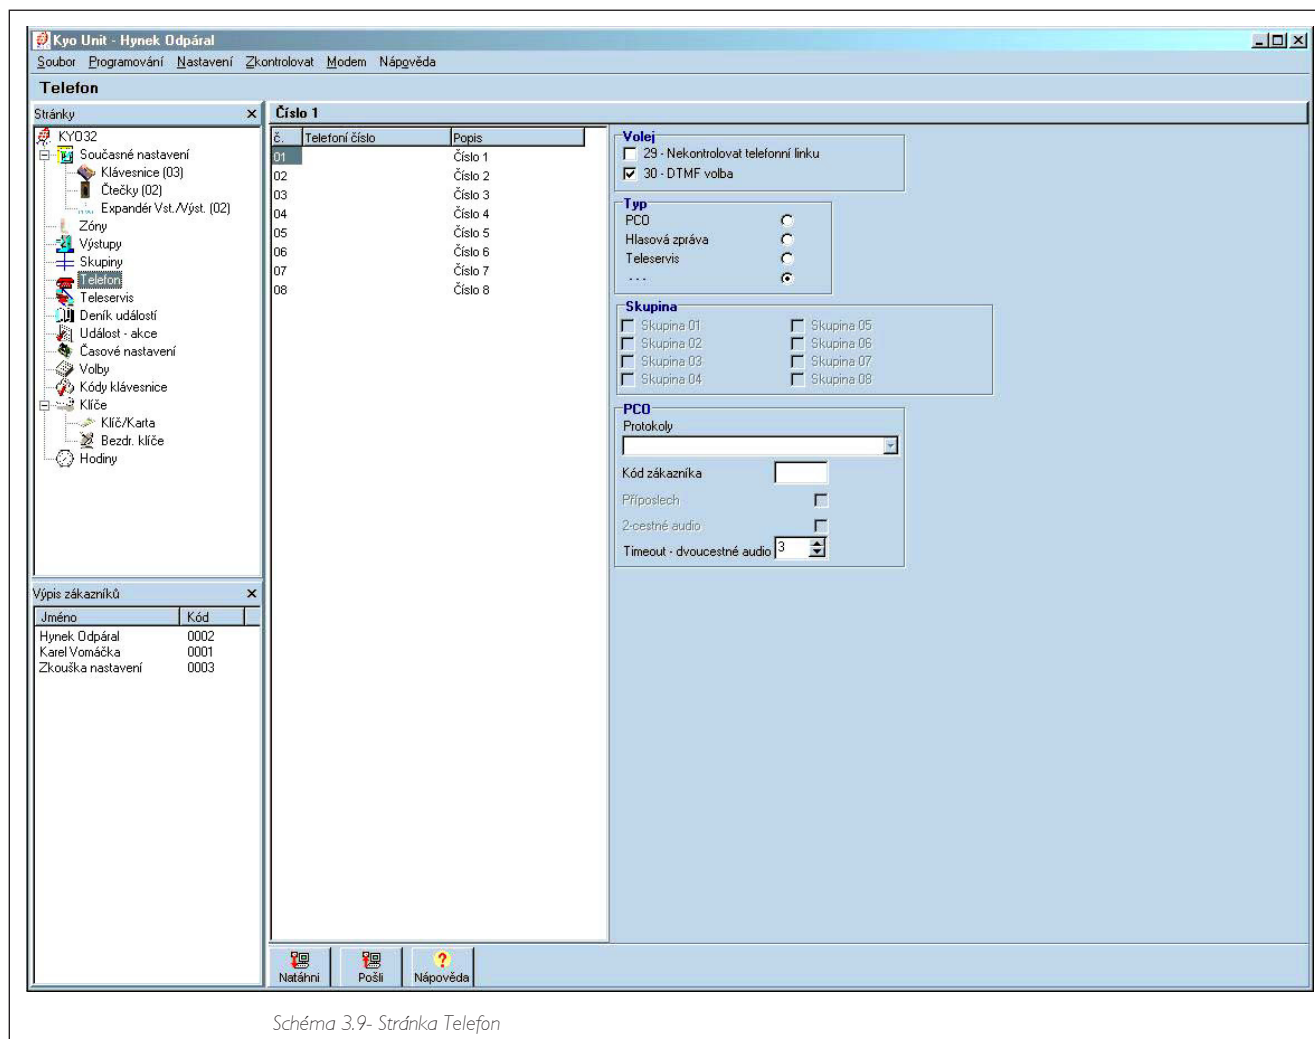 Kyo Unit - Hynek Odpáral
Soubor Programování Nastavení Zkontrolovat Modem Nápověda
Telefon
Stránky
KYO32
Současné nastavení
Klávesnice (03)
Čtečky (02)
Expandér Vst./Výst. (02)
Zóny
Výstupy
Skupiny
Telefon
Teleservis
Deník událostí
Událost - akce
Časové nastavení
Volby
Kódy klávesnice
Klíče
Klíč/Karta
Bezdr. klíče
Hodiny
Výpis zákazníků
Jméno Kód
Hynek Odpáral 0002
Karel Vomáčka 0001
Zkouška nastavení 0003
Číslo 1
č. Telefoní číslo Popis
01 Číslo 1
02 Číslo 2
03 Číslo 3
04 Číslo 4
05 Číslo 5
06 Číslo 6
07 Číslo 7
08 Číslo 8
Volej
29 - Nekontrolovat telefonní linku
30 - DTMF volba
Typ
PCO
Hlasová zpráva
Teleservis
. . .
Skupina
Skupina 01 Skupina 05
Skupina 02 Skupina 06
Skupina 03 Skupina 07
Skupina 04 Skupina 08
PCO
Protokoly
Kód zákazníka
Příposlech
2-cestné audio
Timeout - dvoucestné audio 3
Natáhni Pošli Nápověda
Schéma 3.9- Stránka Telefon